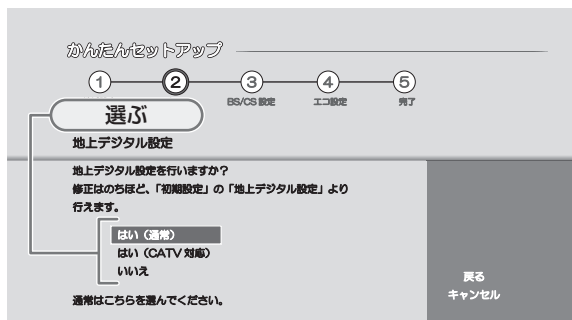 かんたんセットアップ
1 2 3 4 5
選ぶ
BS/CS 設定 エコ設定 完了
地上デジタル設定
地上デジタル設定を行いますか？
修正はのちほど、「初期設定」の「地上デジタル設定」より
行えます。
はい（通常）
はい（CATV 対応）
いいえ
通常はこちらを選んでください。
戻る
キャンセル